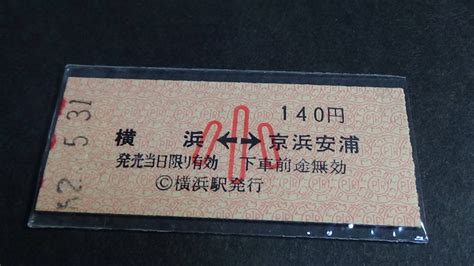 140円
横浜 ↔ 京浜安浦
小
発売当日限り有効 下車前途無効
©横浜駅発行
52. 5. 31